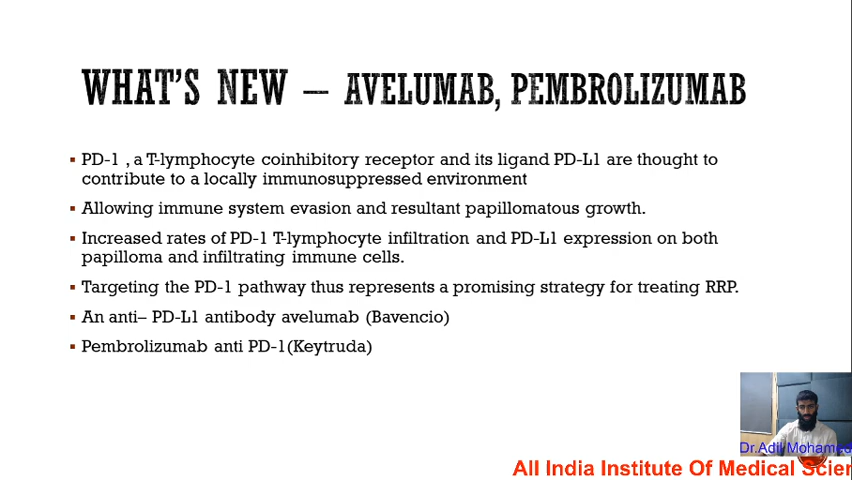 WHAT'S NEW – AVELUMAB, PEMBROLIZUMAB
▪ PD-1 , a T-lymphocyte coinhibitory receptor and its ligand PD-L1 are thought to
contribute to a locally immunosuppressed environment
▪ Allowing immune system evasion and resultant papillomatous growth.
▪ Increased rates of PD-1 T-lymphocyte infiltration and PD-L1 expression on both
papilloma and infiltrating immune cells.
▪ Targeting the PD-1 pathway thus represents a promising strategy for treating RRP.
▪ An anti– PD-L1 antibody avelumab (Bavencio)
▪ Pembrolizumab anti PD-1(Keytruda)
Dr.Adil Mohamed
All India Institute Of Medical Scien